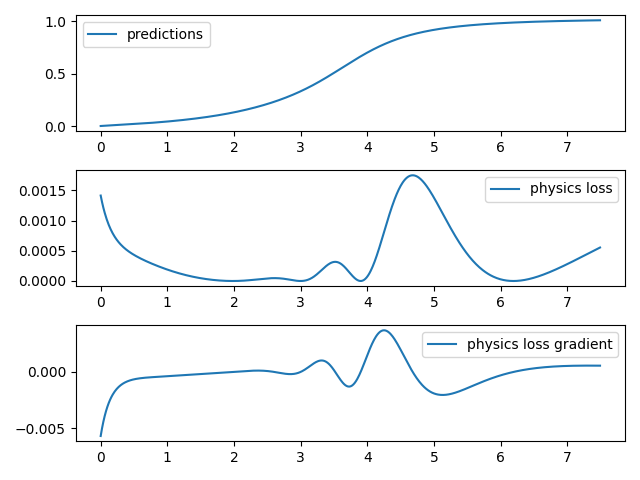 1.0
0.5
0.0
predictions
0 1 2 3 4 5 6 7
0.0015
0.0010
0.0005
0.0000
physics loss
0 1 2 3 4 5 6 7
0.000
−0.005
physics loss gradient
0 1 2 3 4 5 6 7